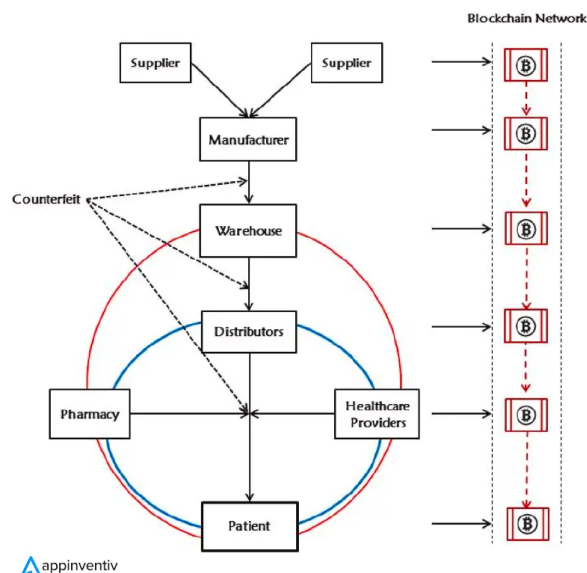 Blockchain Network
Supplier
Supplier
Manufacturer
Counterfeit
Warehouse
Distributors
Pharmacy
Healthcare
Providers
Patient
appinventiv